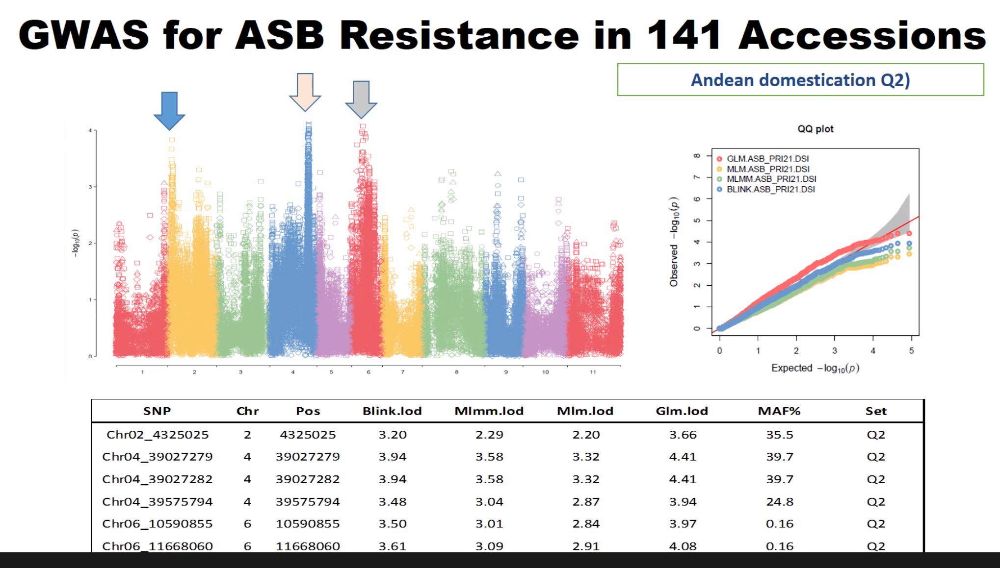 GWAS for ASB Resistance in 141 Accessions
Andean domestication Q2)
4
3
2
1
0
−log10(p)
1 2 3 4 5 6 7 8 9 10 11
QQ plot
GLM.ASB_PRI21.DSI
MLM.ASB_PRI21.DSI
MLMM.ASB_PRI21.DSI
BLINK.ASB_PRI21.DSI
8
7
6
5
4
3
2
1
0
Observed −log10(p)
0 1 2 3 4 5
Expected −log10(p)
SNP Chr Pos Blink.lod Mlmm.lod Mlm.lod Glm.lod MAF% Set
Chr02_4325025 2 4325025 3.20 2.29 2.20 3.66 35.5 Q2
Chr04_39027279 4 39027279 3.94 3.58 3.32 4.41 39.7 Q2
Chr04_39027282 4 39027282 3.94 3.58 3.32 4.41 39.7 Q2
Chr04_39575794 4 39575794 3.48 3.04 2.87 3.94 24.8 Q2
Chr06_10590855 6 10590855 3.50 3.01 2.84 3.97 0.16 Q2
Chr06_11668060 6 11668060 3.61 3.09 2.91 4.08 0.16 Q2